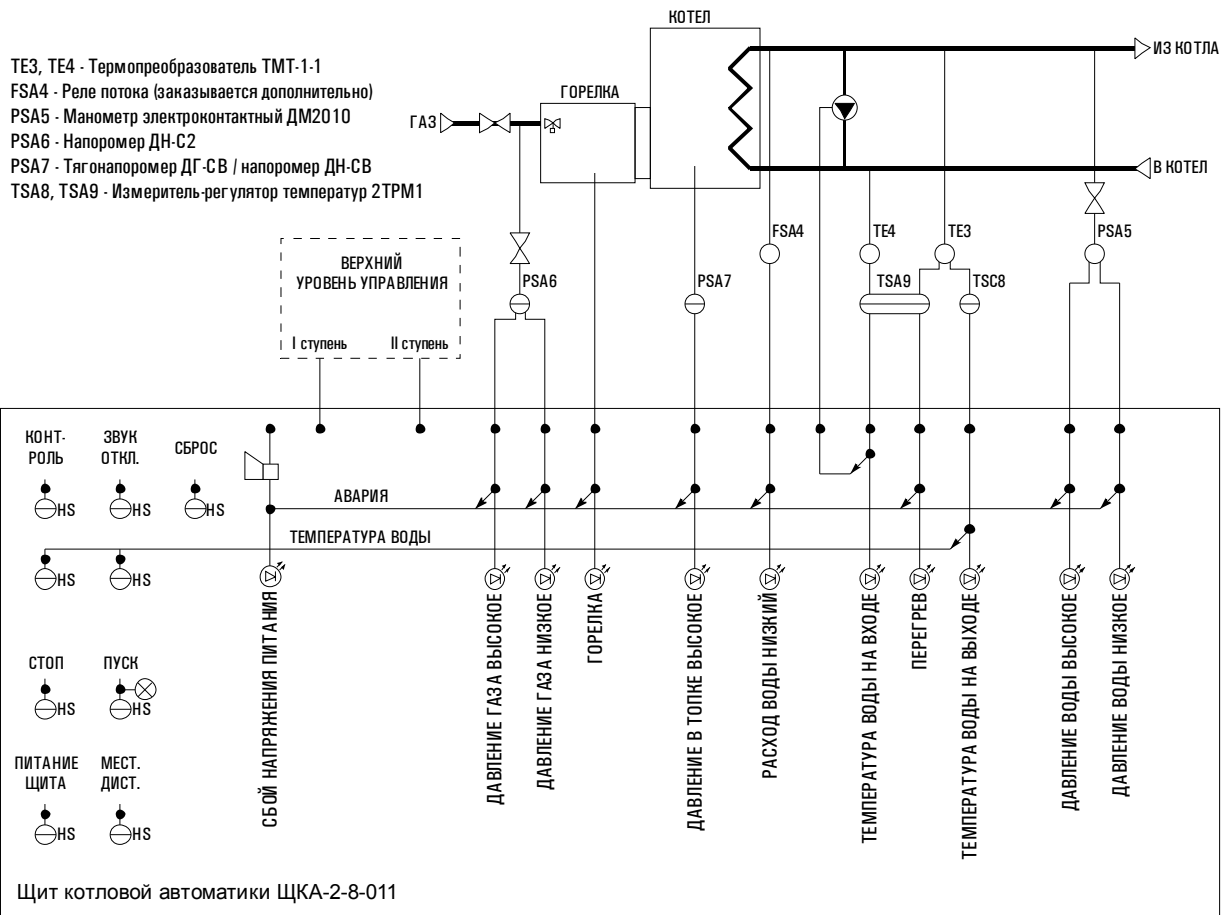 КОТЕЛ
ИЗ КОТЛА
TE3, TE4 - Термопреобразователь ТМТ-1-1
FSA4 - Реле потока (заказывается дополнительно)
PSA5 - Манометр электроконтактный ДМ2010
PSA6 - Напоромер ДН-С2
PSA7 - Тягонапоромер ДГ-СВ / напоромер ДН-СВ
TSA8, TSA9 - Измеритель-регулятор температур 2ТРМ1
ГОРЕЛКА
ГАЗ
В КОТЕЛ
FSA4
TE4
TE3
PSA5
ВЕРХНИЙ
УРОВЕНЬ УПРАВЛЕНИЯ
PSA6
PSA7
TSA9
TSC8
I ступень
II ступень
КОНТ-
РОЛЬ
ЗВУК
ОТКЛ.
СБРОС
HS
HS
HS
АВАРИЯ
ТЕМПЕРАТУРА ВОДЫ
HS
HS
СТОП
ПУСК
HS
HS
ПИТАНИЕ
ЩИТА
МЕСТ.
ДИСТ.
HS
HS
СБОЙ НАПРЯЖЕНИЯ ПИТАНИЯ
ДАВЛЕНИЕ ГАЗА ВЫСОКОЕ
ДАВЛЕНИЕ ГАЗА НИЗКОЕ
ГОРЕЛКА
ДАВЛЕНИЕ В ТОПКЕ ВЫСОКОЕ
РАСХОД ВОДЫ НИЗКИЙ
ТЕМПЕРАТУРА ВОДЫ НА ВХОДЕ
ПЕРЕГРЕВ
ТЕМПЕРАТУРА ВОДЫ НА ВЫХОДЕ
ДАВЛЕНИЕ ВОДЫ ВЫСОКОЕ
ДАВЛЕНИЕ ВОДЫ НИЗКОЕ
Щит котловой автоматики ЩКА-2-8-011